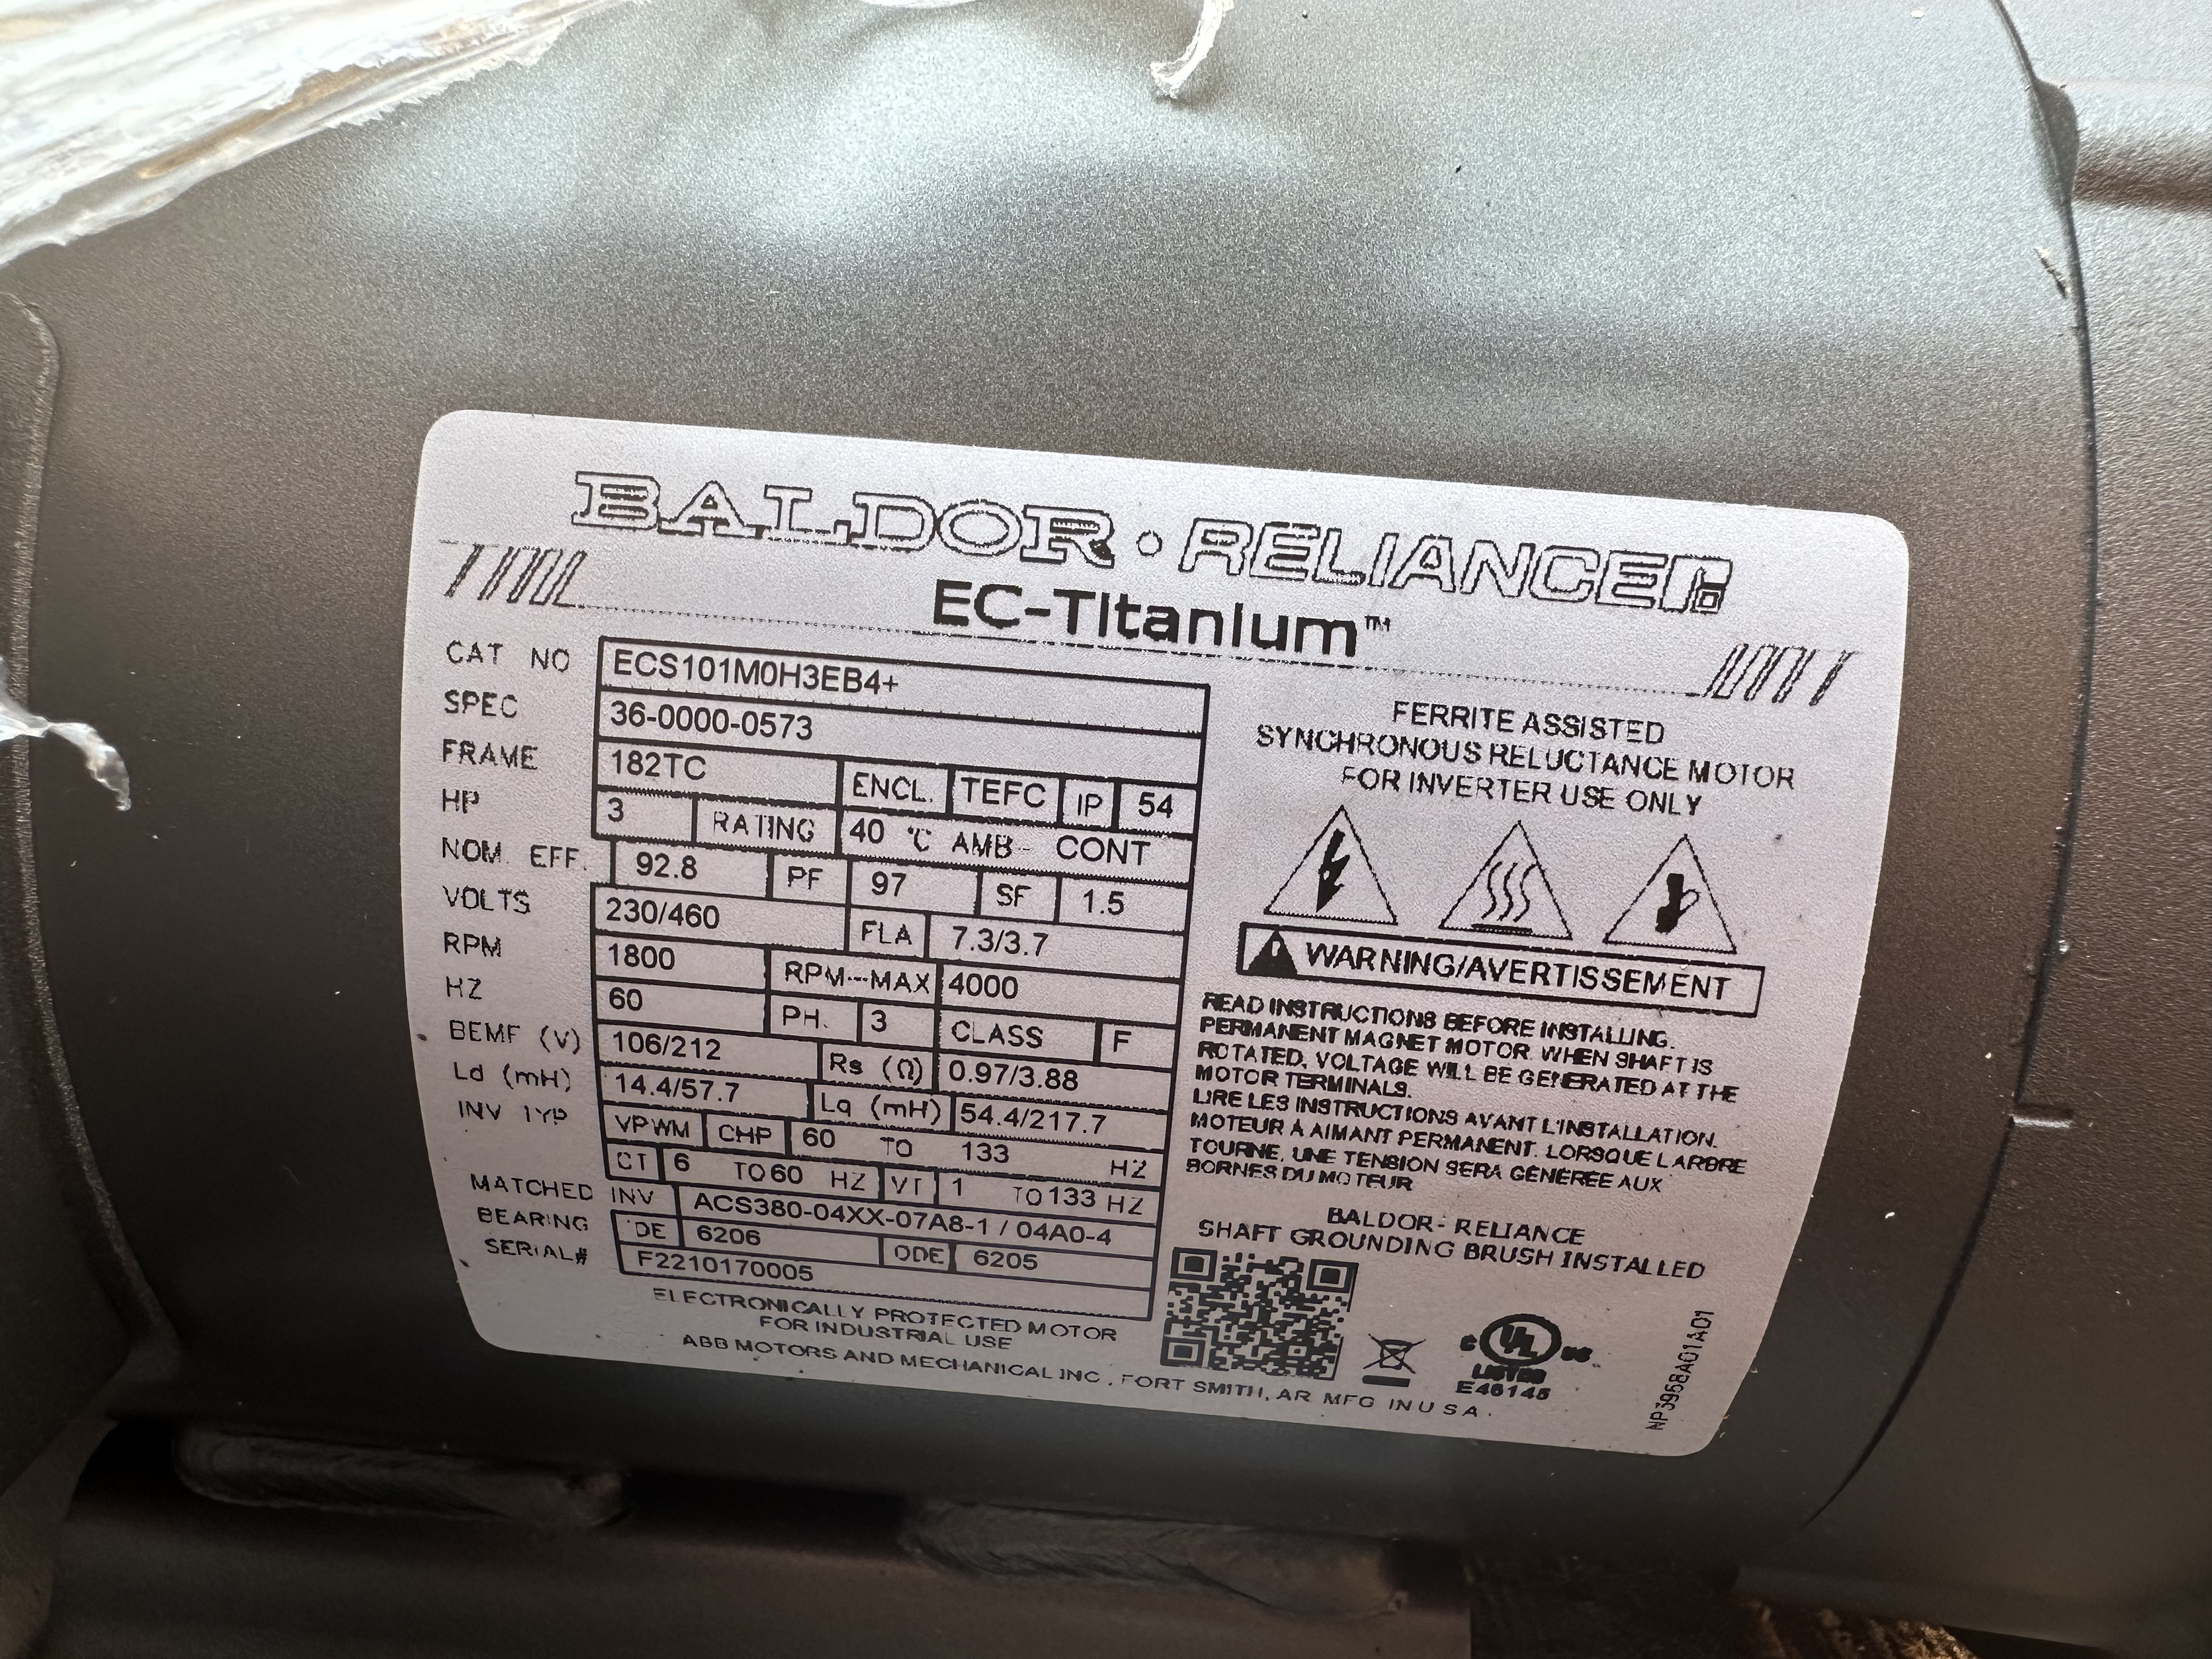 BALDOR • RELIANCER
EC-Titanium™
CAT NO ECS101M0H3EB4+
SPEC 36-0000-0573
FRAME 182TC ENCL. TEFC IP 54
HP 3 RATING 40 °C AMB- CONT
NOM. EFF. 92.8 PF 97 SF 1.5
VOLTS 230/460 FLA 7.3/3.7
RPM 1800 RPM-MAX 4000
HZ 60 PH. 3 CLASS F
BEMF (V) 106/212 Rs (Ω) 0.97/3.88
Ld (mH) 14.4/57.7 Lq (mH) 54.4/217.7
INV TYP VPWM CHP 60 TO 133 HZ
CT 6 TO 60 HZ VT 1 TO 133 HZ
MATCHED INV ACS380-04XX-07A8-1 / 04A0-4
BEARING DE 6206 ODE 6205
SERIAL# F2210170005
ELECTRONICALLY PROTECTED MOTOR
FOR INDUSTRIAL USE
ABB MOTORS AND MECHANICAL INC., FORT SMITH, AR MFG IN U S A.
FERRITE ASSISTED
SYNCHRONOUS RELUCTANCE MOTOR
FOR INVERTER USE ONLY
WARNING/AVERTISSEMENT
READ INSTRUCTIONS BEFORE INSTALLING.
PERMANENT MAGNET MOTOR. WHEN SHAFT IS
ROTATED, VOLTAGE WILL BE GENERATED AT THE
MOTOR TERMINALS.
LIRE LES INSTRUCTIONS AVANT L'INSTALLATION.
MOTEUR À AIMANT PERMANENT. LORSQUE L ARBRE
TOURNE, UNE TENSION SERA GÉNÉRÉE AUX
BORNES DU MOTEUR
BALDOR-RELIANCE
SHAFT GROUNDING BRUSH INSTALLED
C UL US
LISTED
E46145
NP3968A01A01